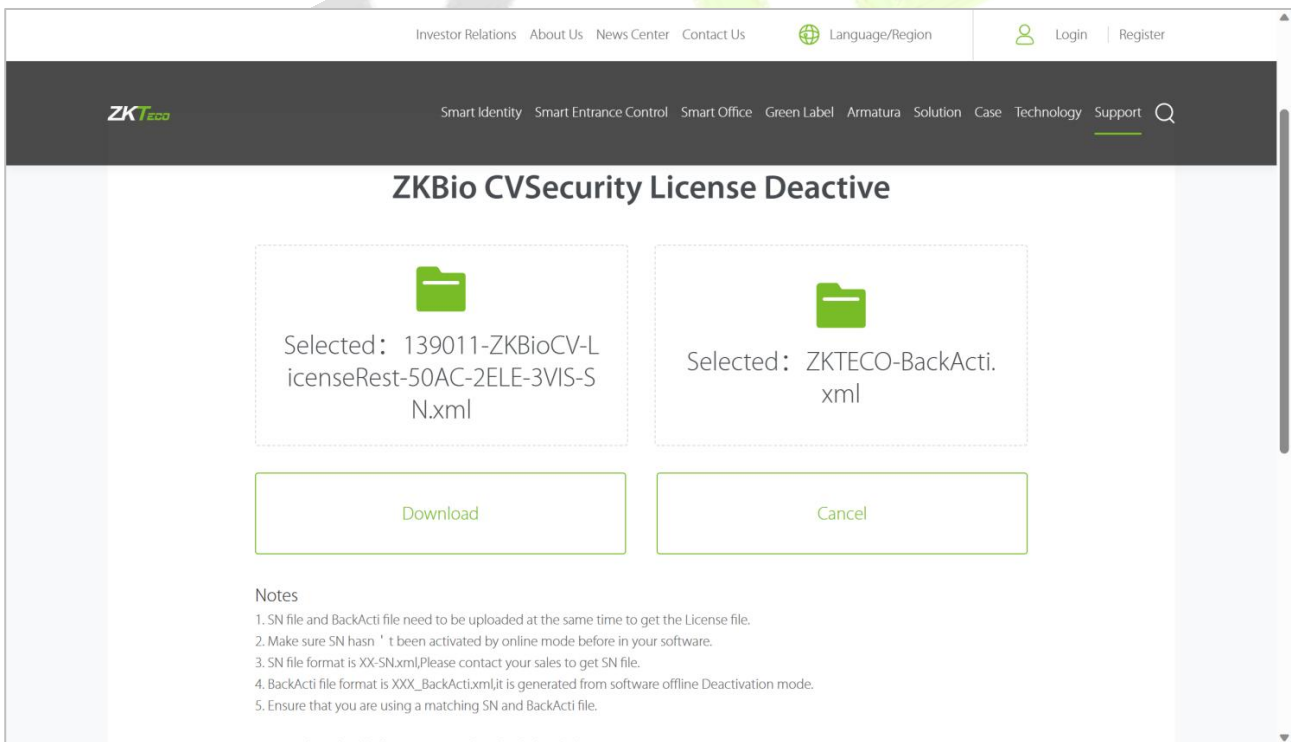 Investor Relations About Us News Center Contact Us Language/Region Login Register
ZKTECO Smart Identity Smart Entrance Control Smart Office Green Label Armatura Solution Case Technology Support
ZKBio CVSecurity License Deactive
Selected：139011-ZKBioCV-L
icenseRest-50AC-2ELE-3VIS-S
N.xml
Selected：ZKTECO-BackActi.
xml
Download
Cancel
Notes
1. SN file and BackActi file need to be uploaded at the same time to get the License file.
2. Make sure SN hasn ' t been activated by online mode before in your software.
3. SN file format is XX-SN.xml,Please contact your sales to get SN file.
4. BackActi file format is XXX_BackActi.xml,it is generated from software offline Deactivation mode.
5. Ensure that you are using a matching SN and BackActi file.